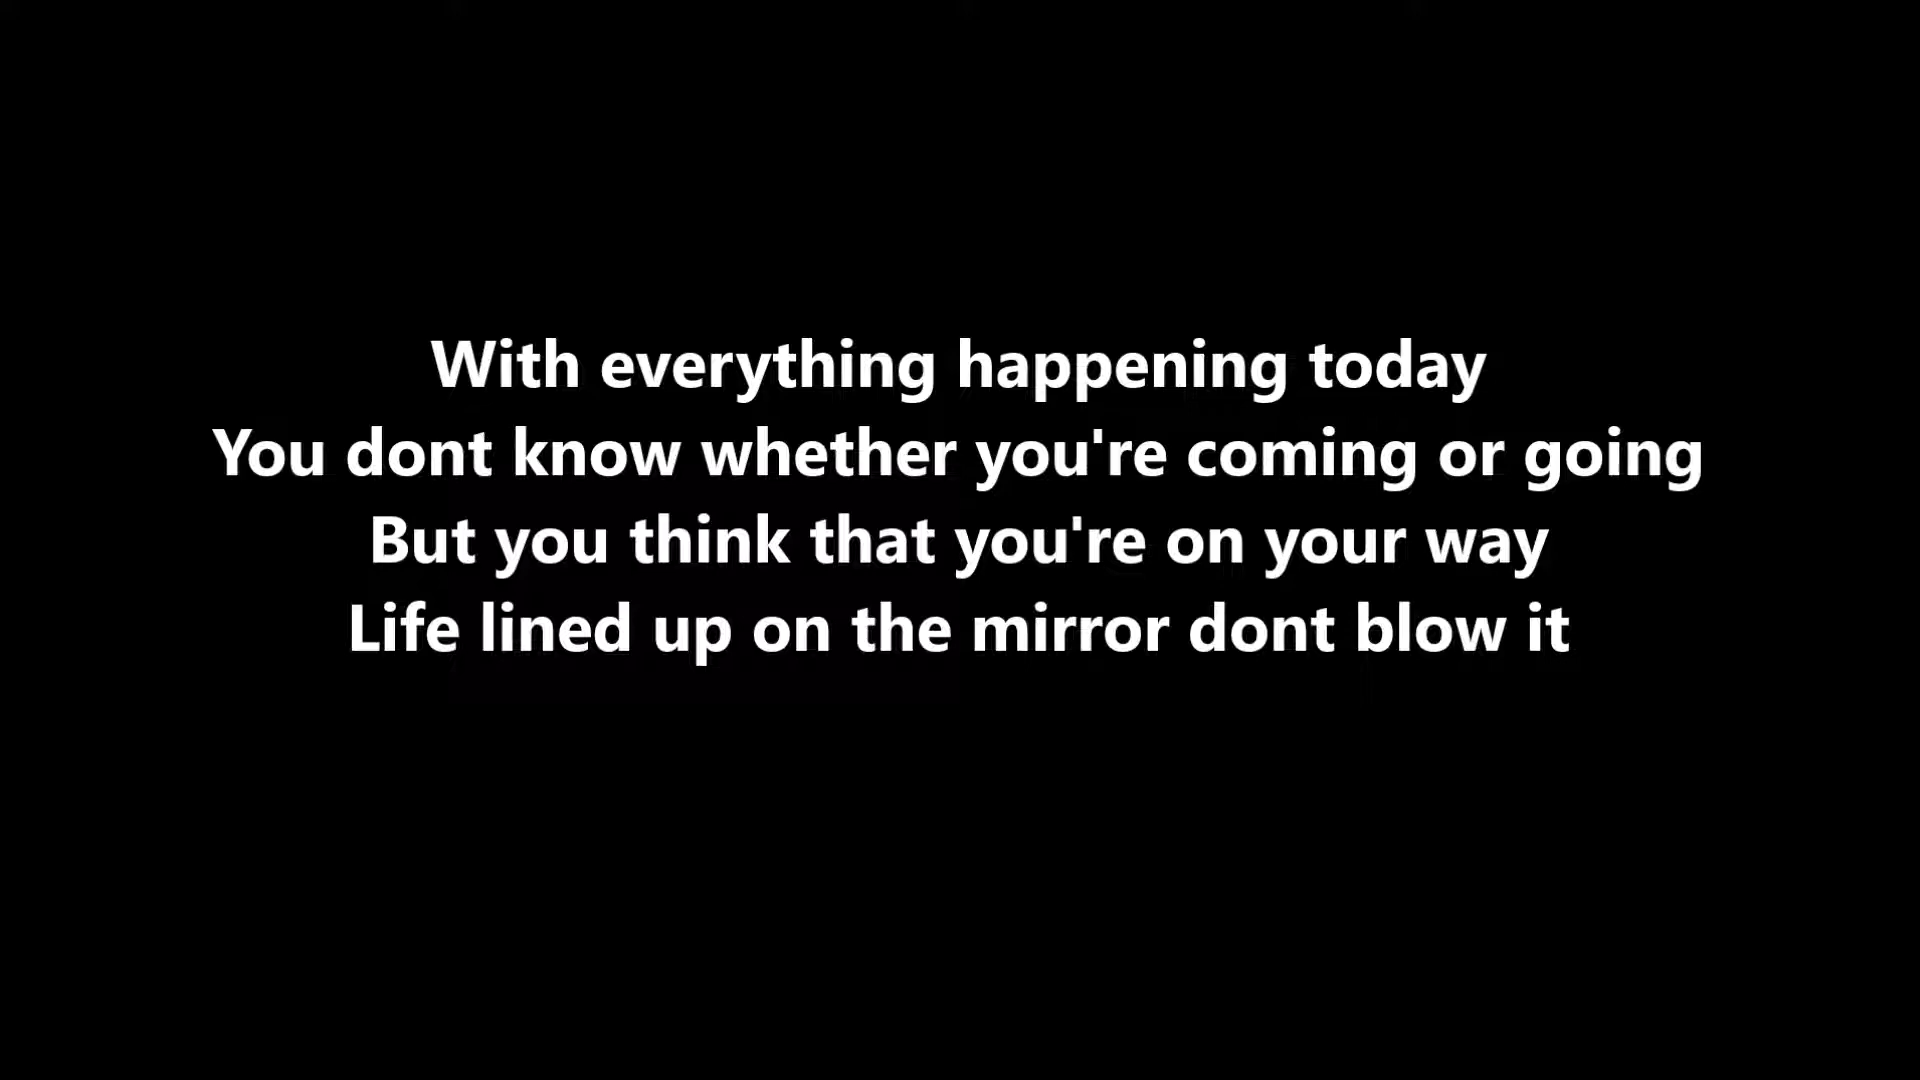 With everything happening today
You dont know whether you're coming or going
But you think that you're on your way
Life lined up on the mirror dont blow it